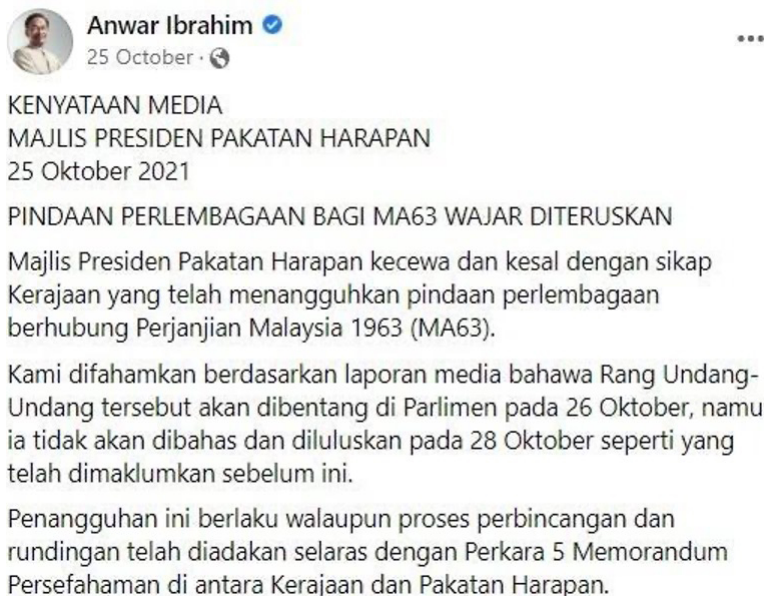 Anwar Ibrahim
25 October ·
KENYATAAN MEDIA
MAJLIS PRESIDEN PAKATAN HARAPAN
25 Oktober 2021
PINDAAN PERLEMBAGAAN BAGI MA63 WAJAR DITERUSKAN
Majlis Presiden Pakatan Harapan kecewa dan kesal dengan sikap
Kerajaan yang telah menangguhkan pindaan perlembagaan
berhubung Perjanjian Malaysia 1963 (MA63).
Kami difahamkan berdasarkan laporan media bahawa Rang Undang-
Undang tersebut akan dibentang di Parlimen pada 26 Oktober, namu
ia tidak akan dibahas dan diluluskan pada 28 Oktober seperti yang
telah dimaklumkan sebelum ini.
Penangguhan ini berlaku walaupun proses perbincangan dan
rundingan telah diadakan selaras dengan Perkara 5 Memorandum
Persefahaman di antara Kerajaan dan Pakatan Harapan.